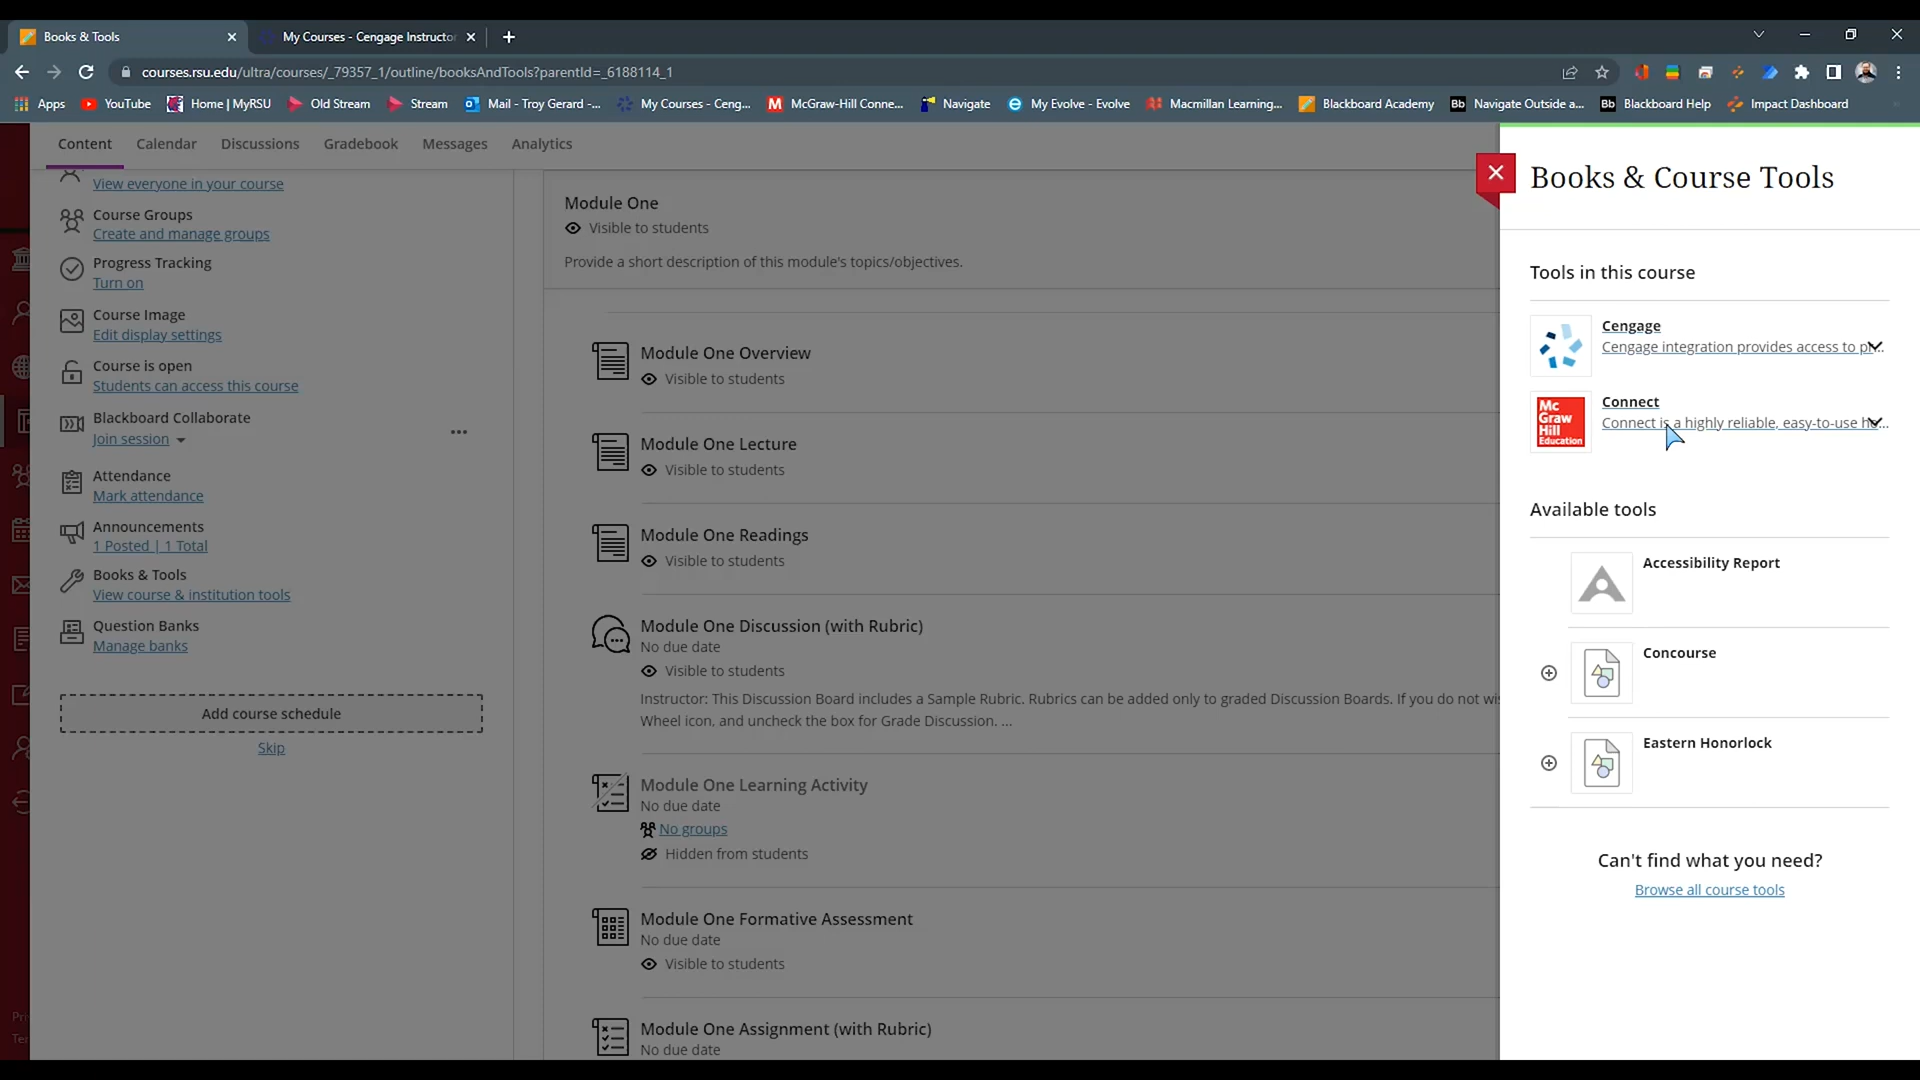 Books & Tools
My Courses - Cengage Instructor
courses.rsu.edu/ultra/courses/_79357_1/outline/booksAndTools?parentId=_6188114_1
Apps
YouTube
Home | MyRSU
Old Stream
Stream
Mail - Troy Gerard -...
My Courses - Ceng...
McGraw-Hill Conne...
Navigate
My Evolve - Evolve
Macmillan Learning...
Blackboard Academy
Bb Navigate Outside a...
Bb Blackboard Help
Impact Dashboard
Content
Calendar
Discussions
Gradebook
Messages
Analytics
View everyone in your course
Course Groups
Create and manage groups
Progress Tracking
Turn on
Course Image
Edit display settings
Course is open
Students can access this course
Blackboard Collaborate
Join session
Attendance
Mark attendance
Announcements
1 Posted | 1 Total
Books & Tools
View course & institution tools
Question Banks
Manage banks
Add course schedule
Skip
Module One
Visible to students
Provide a short description of this module's topics/objectives.
Module One Overview
Visible to students
Module One Lecture
Visible to students
Module One Readings
Visible to students
Module One Discussion (with Rubric)
No due date
Visible to students
Instructor: This Discussion Board includes a Sample Rubric. Rubrics can be added only to graded Discussion Boards. If you do not wis
Wheel icon, and uncheck the box for Grade Discussion. ...
Module One Learning Activity
No due date
No groups
Hidden from students
Module One Formative Assessment
No due date
Visible to students
Module One Assignment (with Rubric)
No due date
Books & Course Tools
Tools in this course
Cengage
Cengage integration provides access to pr...
Mc
Graw
Hill
Education
Connect
Connect is a highly reliable, easy-to-use ho...
Available tools
Accessibility Report
Concourse
Eastern Honorlock
Can't find what you need?
Browse all course tools